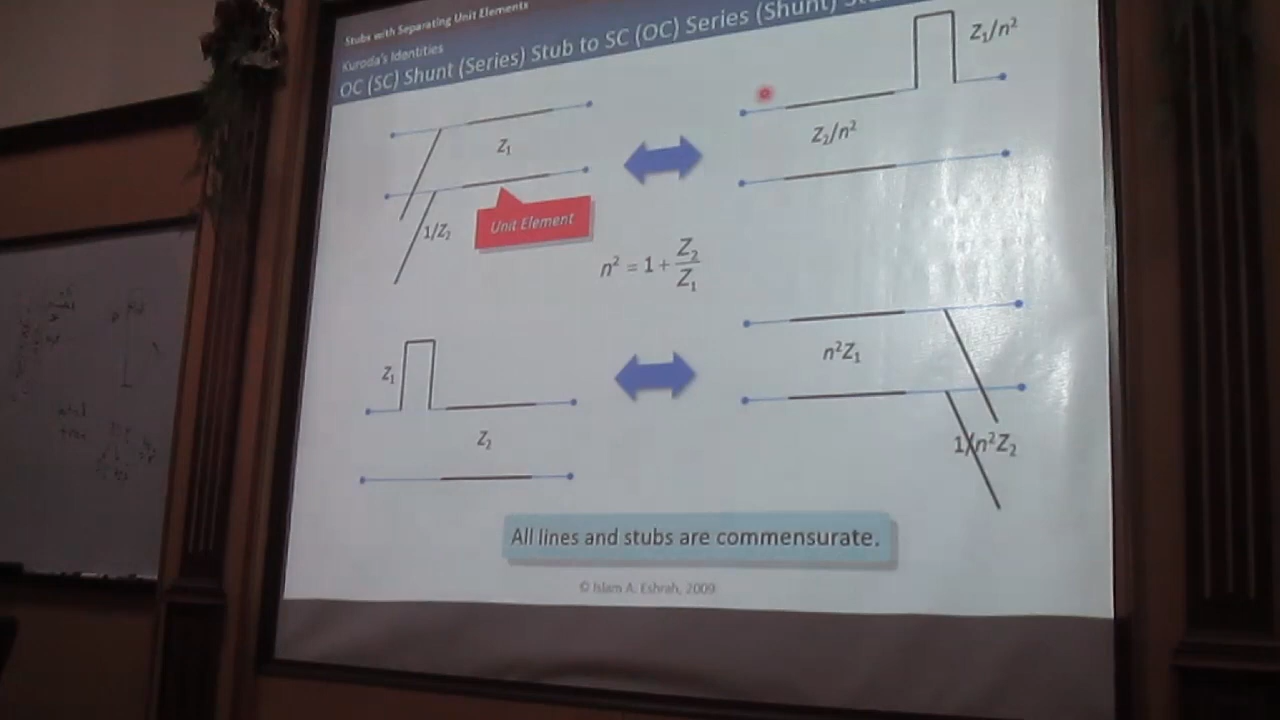 Stubs with Separating Unit Elements
Kuroda's Identities
OC (SC) Shunt (Series) Stub to SC (OC) Series (Shunt)
Z₁/n²
Z₁
Z₂/n²
1/Z₂
Unit Element
n² = 1 + Z₂/Z₁
Z₁
n²Z₁
Z₂
1/n²Z₂
All lines and stubs are commensurate.
© Islam A. Eshrah, 2009